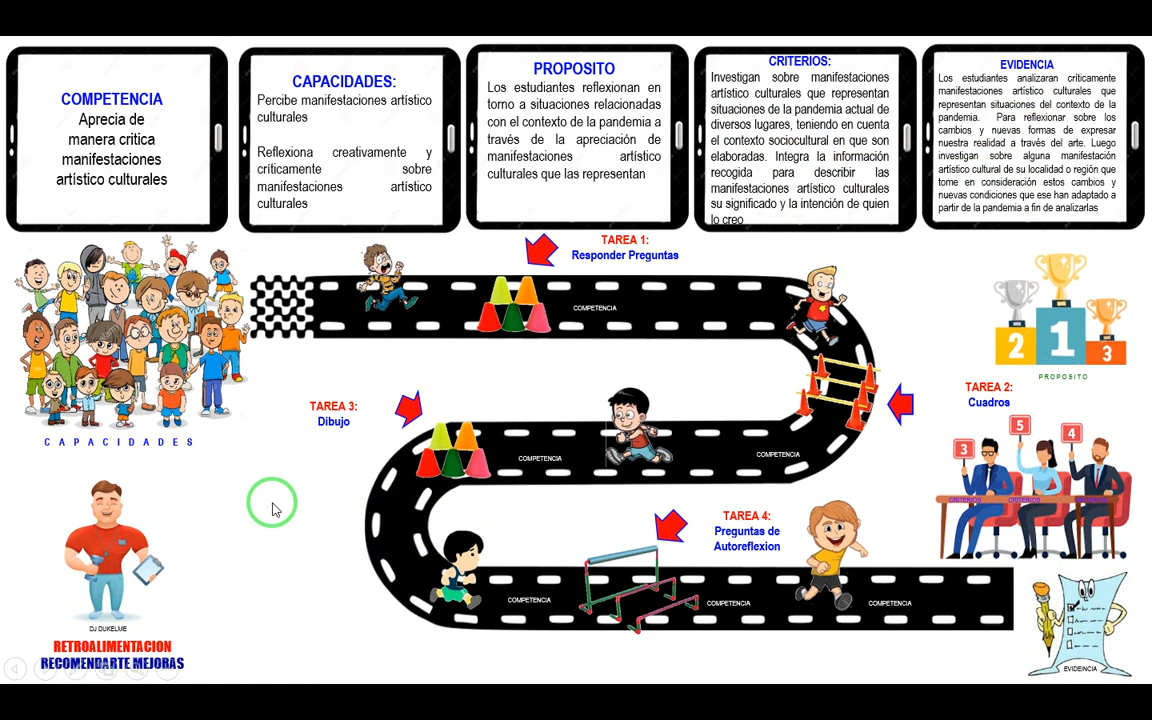 COMPETENCIA
Aprecia de
manera critica
manifestaciones
artístico culturales
CAPACIDADES:
Percibe manifestaciones artístico
culturales
Reflexiona creativamente y
críticamente sobre
manifestaciones artístico
culturales
PROPOSITO
Los estudiantes reflexionan en
torno a situaciones relacionadas
con el contexto de la pandemia a
través de la apreciación de
manifestaciones artístico
culturales que las representan
CRITERIOS:
Investigan sobre manifestaciones
artístico culturales que representan
situaciones de la pandemia actual de
diversos lugares, teniendo en cuenta
el contexto sociocultural en que son
elaboradas. Integra la información
recogida para describir las
manifestaciones artístico culturales
su significado y la intención de quien
lo creo
EVIDENCIA
Los estudiantes analizaran críticamente
manifestaciones artístico culturales que
representan situaciones del contexto de la
pandemia. Para reflexionar sobre los
cambios y nuevas formas de expresar
nuestra realidad a través del arte. Luego
investigan sobre alguna manifestación
artístico cultural de su localidad o región que
tome en consideración estos cambios y
nuevas condiciones que ese han adaptado a
partir de la pandemia a fin de analizarlas
TAREA 1:
Responder Preguntas
COMPETENCIA
2
1
3
PROPOSITO
TAREA 2:
Cuadros
TAREA 3:
Dibujo
COMPETENCIA
COMPETENCIA
CAPACIDADES
3
5
4
CRITERIOS
CRITERIOS
CRITERIOS
TAREA 4:
Preguntas de
Autoreflexion
COMPETENCIA
COMPETENCIA
COMPETENCIA
DJ DUKELME
RETROALIMENTACION
RECOMENDARTE MEJORAS
EVIDEINCIA